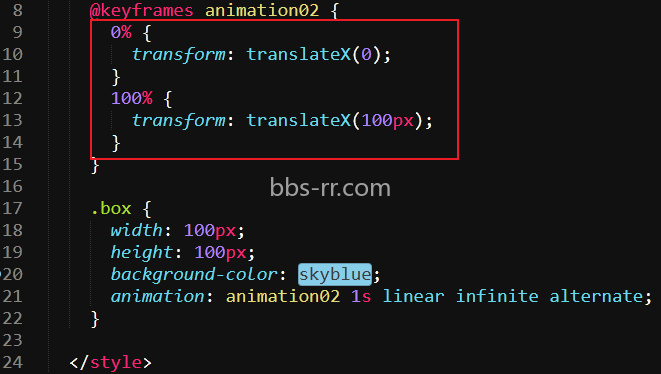 8 @keyframes animation02 {
9 0% {
10 transform: translateX(0);
11 }
12 100% {
13 transform: translateX(100px);
14 }
15 }
16
bbs-rr.com
17 .box {
18 width: 100px;
19 height: 100px;
20 background-color: skyblue;
21 animation: animation02 1s linear infinite alternate;
22 }
23
24 </style>